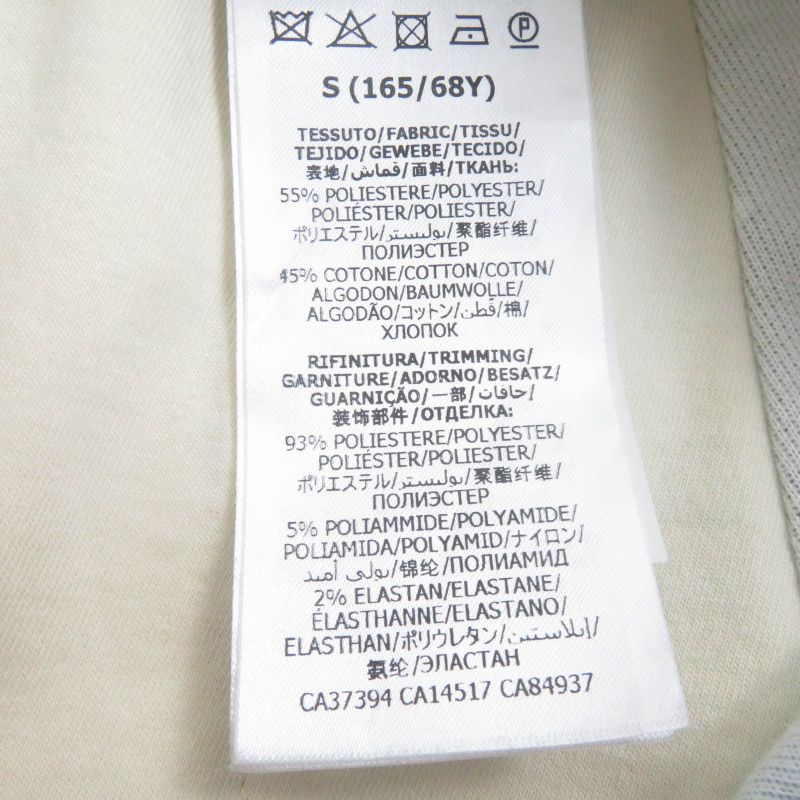 P
S (165/68Y)
TESSUTO/FABRIC/TISSU/
TEJIDO/GEWEBE/TECIDO/
表地/قماش/面料/ТКАНЬ:
55% POLIESTERE/POLYESTER/
POLIÉSTER/POLIESTER/
ポリエステル/بوليستر/聚酯纤维/
ПОЛИЭСТЕР
45% COTONE/COTTON/COTON/
ALGODON/BAUMWOLLE/
ALGODÃO/コットン/قطن/棉/
ХЛОПОК
RIFINITURA/TRIMMING/
GARNITURE/ADORNO/BESATZ/
GUARNIÇÃO/一部/حافات/
装饰部件/ОТДЕЛКА:
93% POLIESTERE/POLYESTER/
POLIÉSTER/POLIESTER/
ポリエステル/بوليستر/聚酯纤维/
ПОЛИЭСТЕР
5% POLIAMMIDE/POLYAMIDE/
POLIAMIDA/POLYAMID/ナイロン/
بولي أميد/锦纶/ПОЛИАМИД
2% ELASTAN/ELASTANE/
ÉLASTHANNE/ELASTANO/
ELASTHAN/ポリウレタン/إيلاستين/
氨纶/ЭЛАСТАН
CA37394 CA14517 CA84937